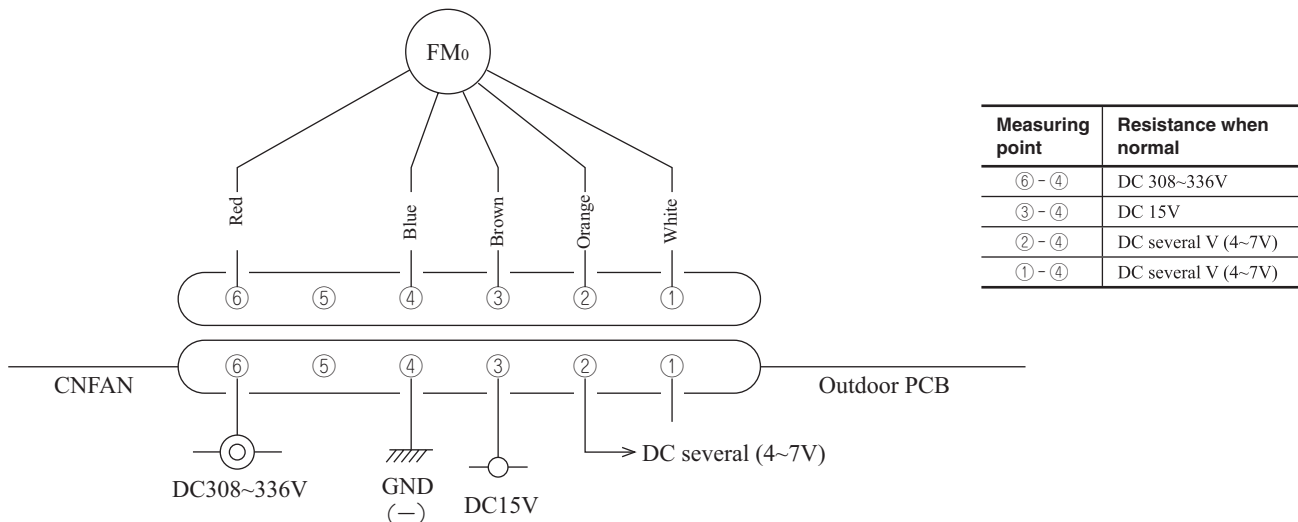 FM0
Red
Blue
Brown
Orange
White
⑥ ⑤ ④ ③ ② ①
⑥ ⑤ ④ ③ ② ①
CNFAN
Outdoor PCB
DC308~336V
GND
(−)
DC15V
DC several (4~7V)
Measuring point
Resistance when normal
⑥ - ④ DC 308~336V
③ - ④ DC 15V
② - ④ DC several V (4~7V)
① - ④ DC several V (4~7V)